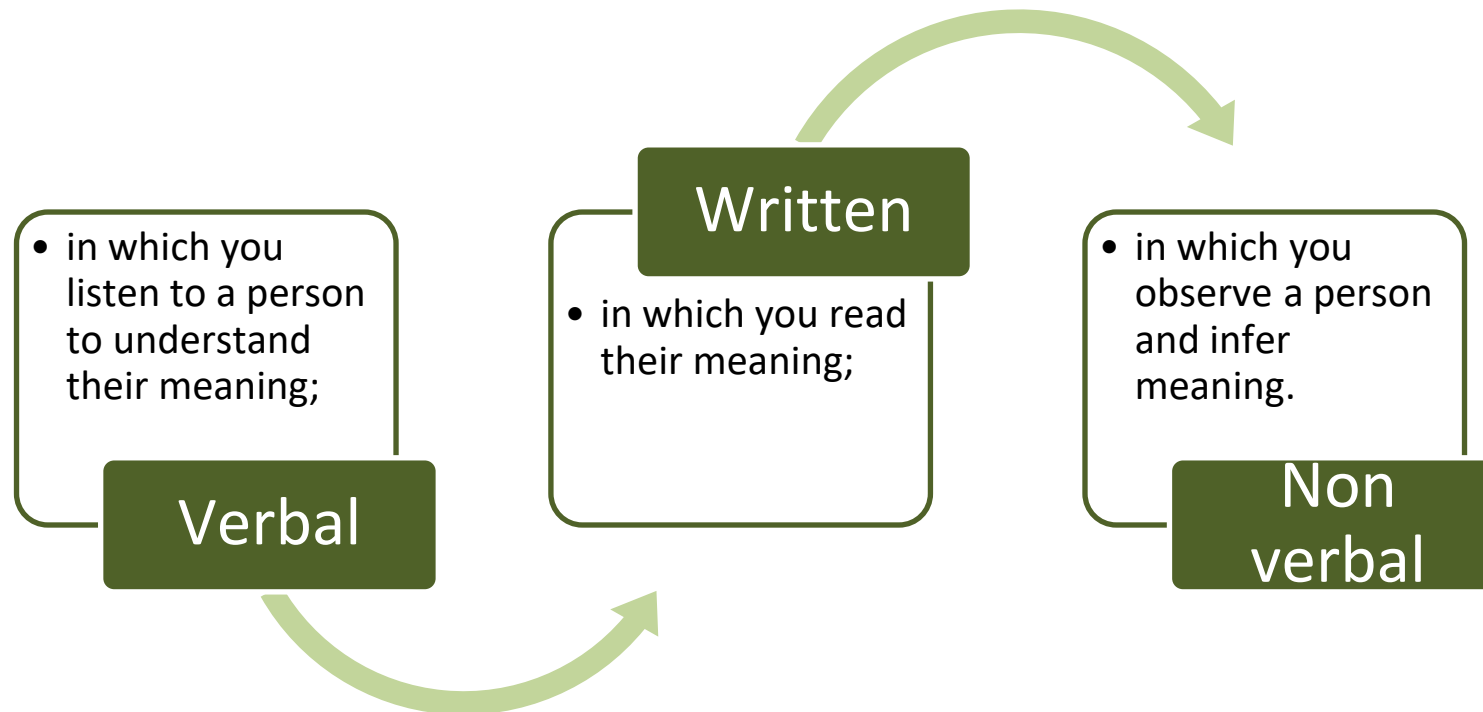 • in which you
listen to a person
to understand
their meaning;
Verbal
Written
• in which you read
their meaning;
• in which you
observe a person
and infer
meaning.
Non
verbal